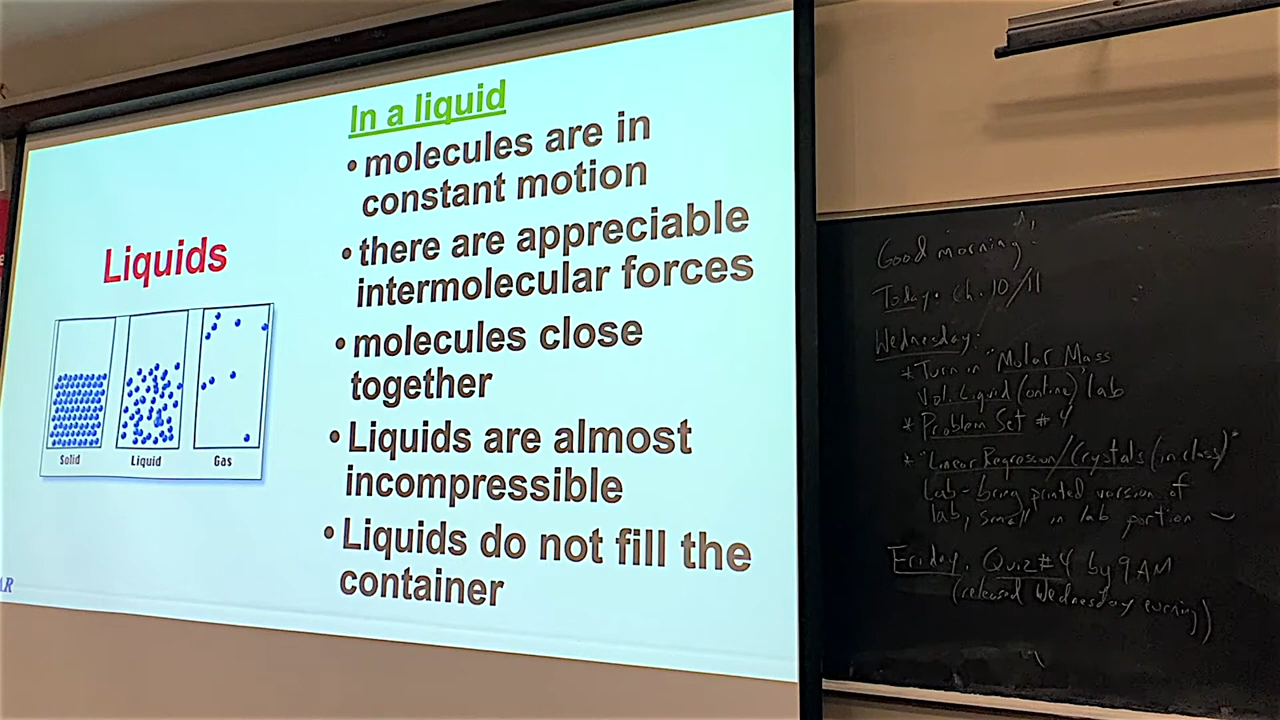 Liquids
Solid
Liquid
Gas
In a liquid
• molecules are in
constant motion
• there are appreciable
intermolecular forces
• molecules close
together
• Liquids are almost
incompressible
• Liquids do not fill the
container
Good morning!
Today: Ch. 10/11
Wednesday:
* Turn in "Molar Mass
Vol. Liquid (online)" lab
* Problem Set #4
* "Linear Regression/Crystals (in class)"
Lab - bring printed version of
lab, small in lab portion
Friday. Quiz #4 by 9AM
(released Wednesday evening)